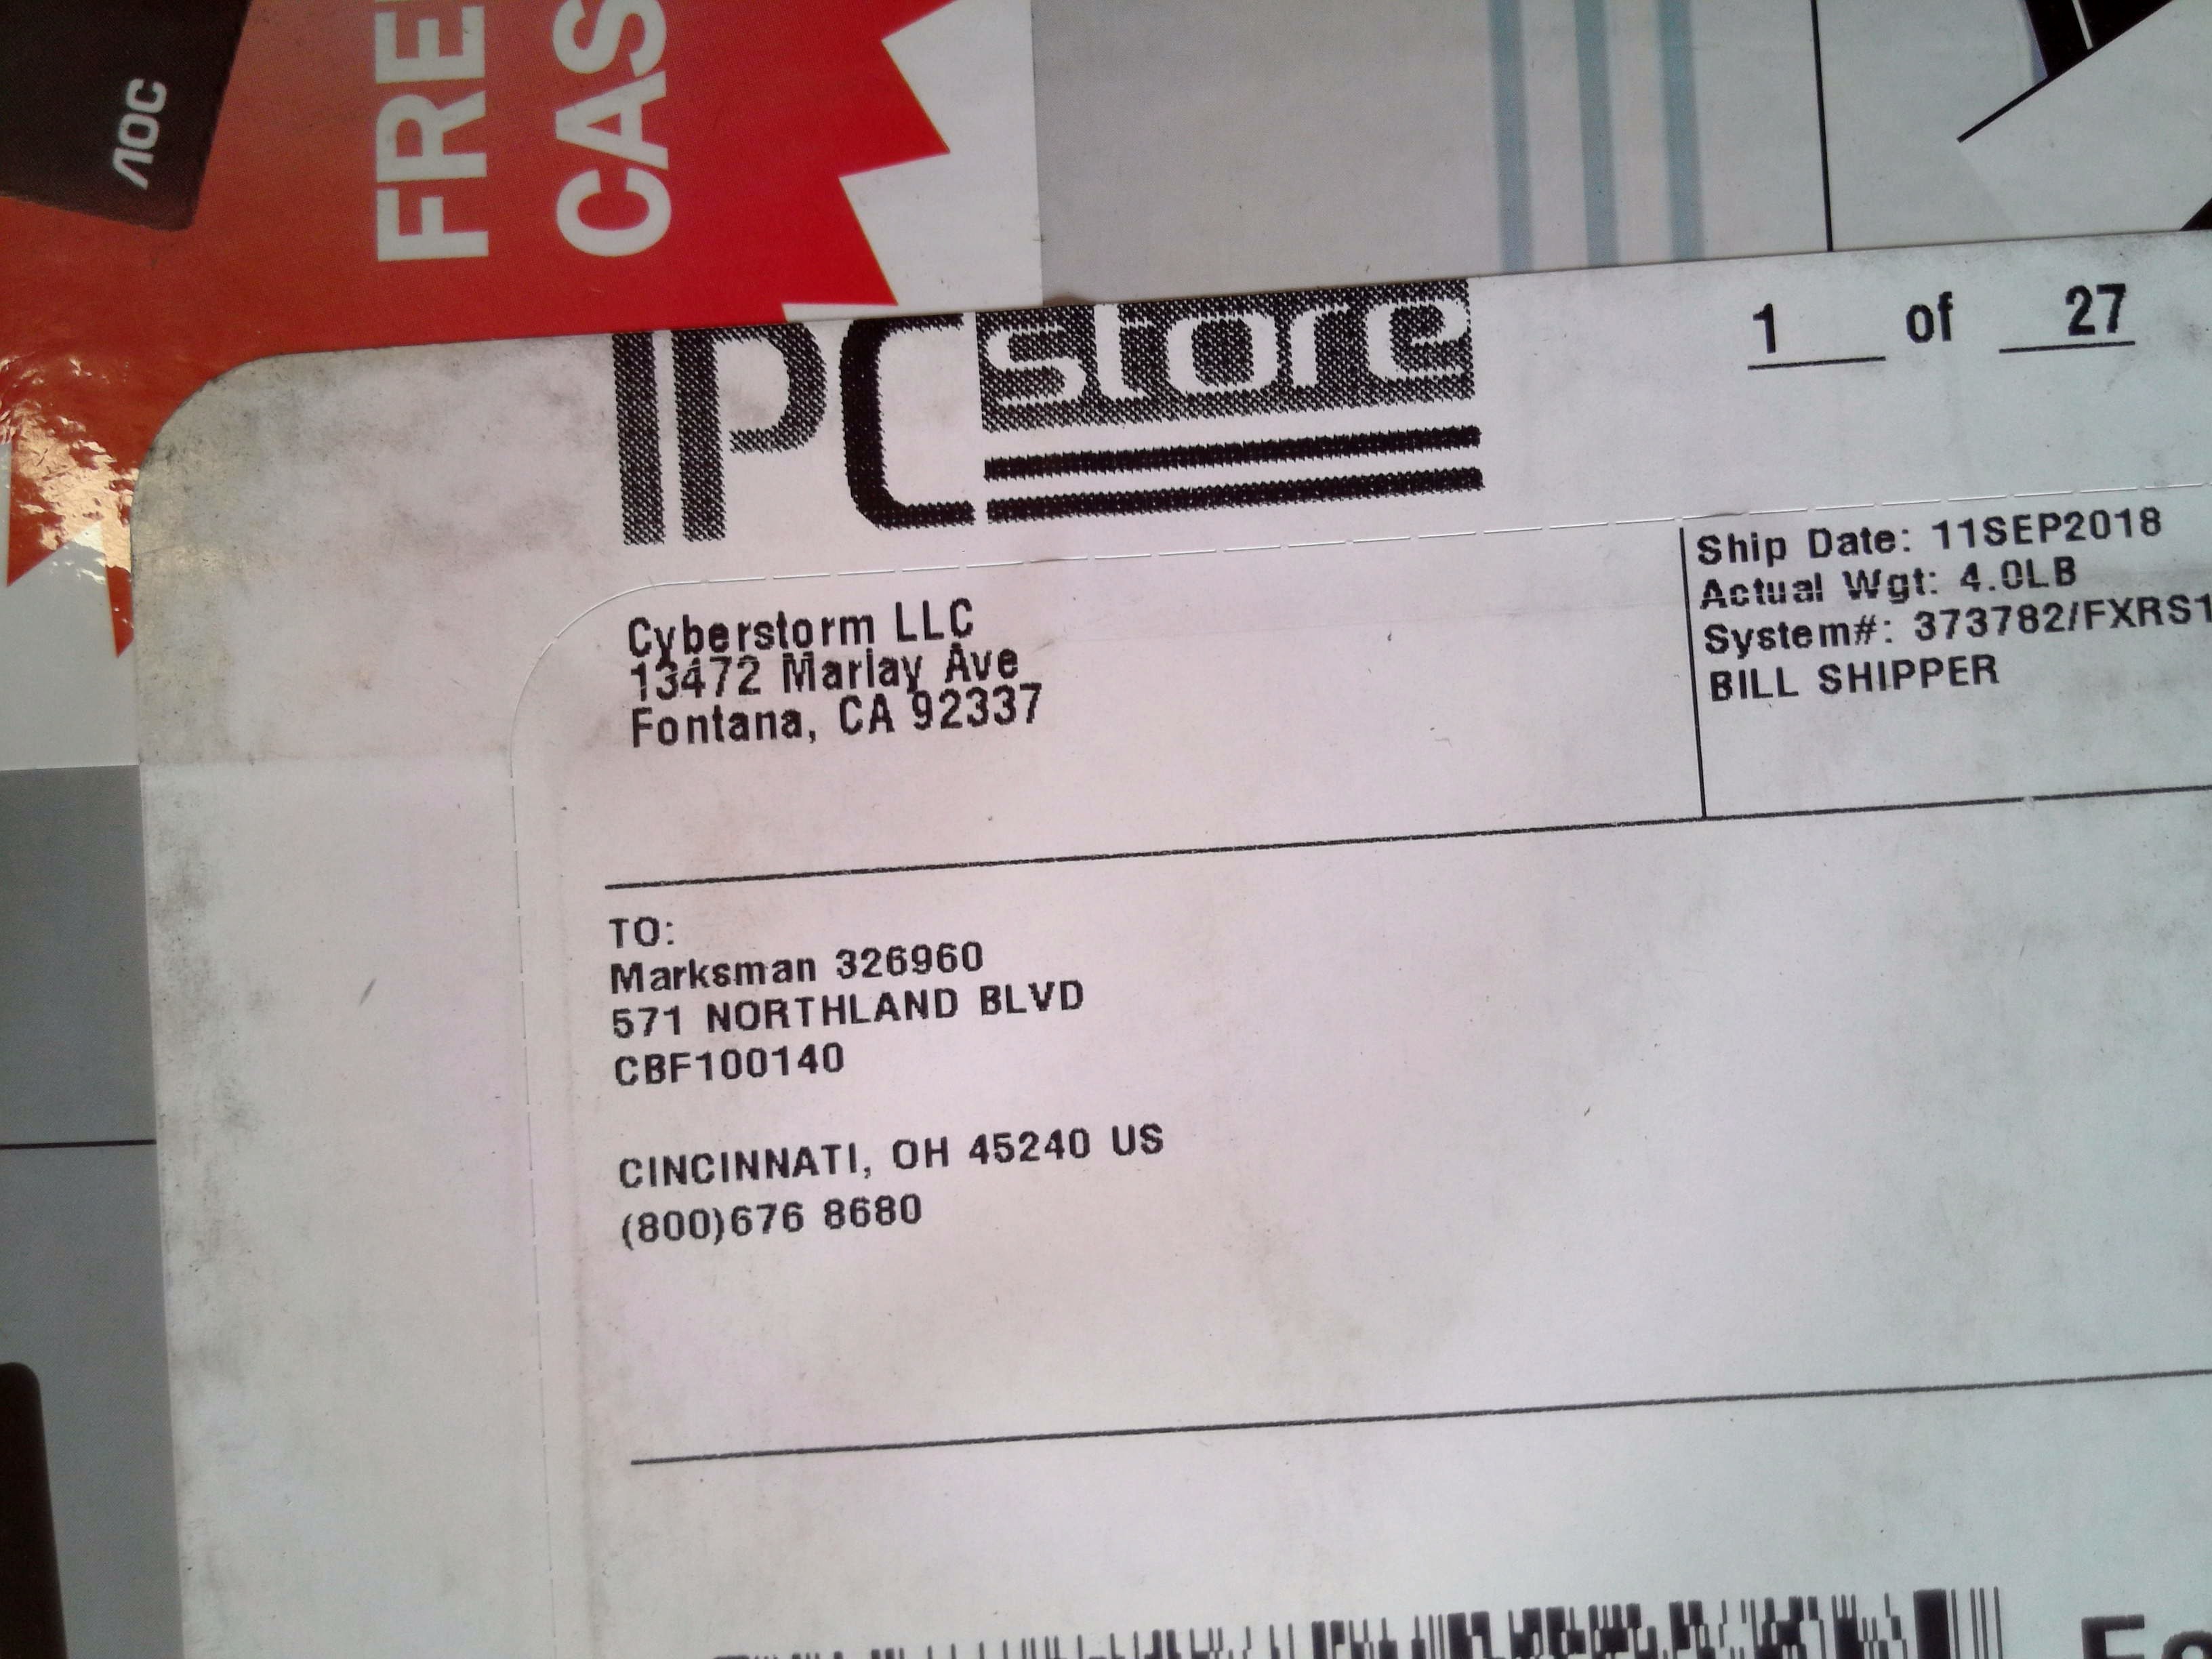 AOC
FRE
CAS
IPC store
1 of 27
Cyberstorm LLC
13472 Marlay Ave
Fontana, CA 92337
Ship Date: 11SEP2018
Actual Wgt: 4.0LB
System#: 373782/FXRS1
BILL SHIPPER
TO:
Marksman 326960
571 NORTHLAND BLVD
CBF100140
CINCINNATI, OH 45240 US
(800)676 8680